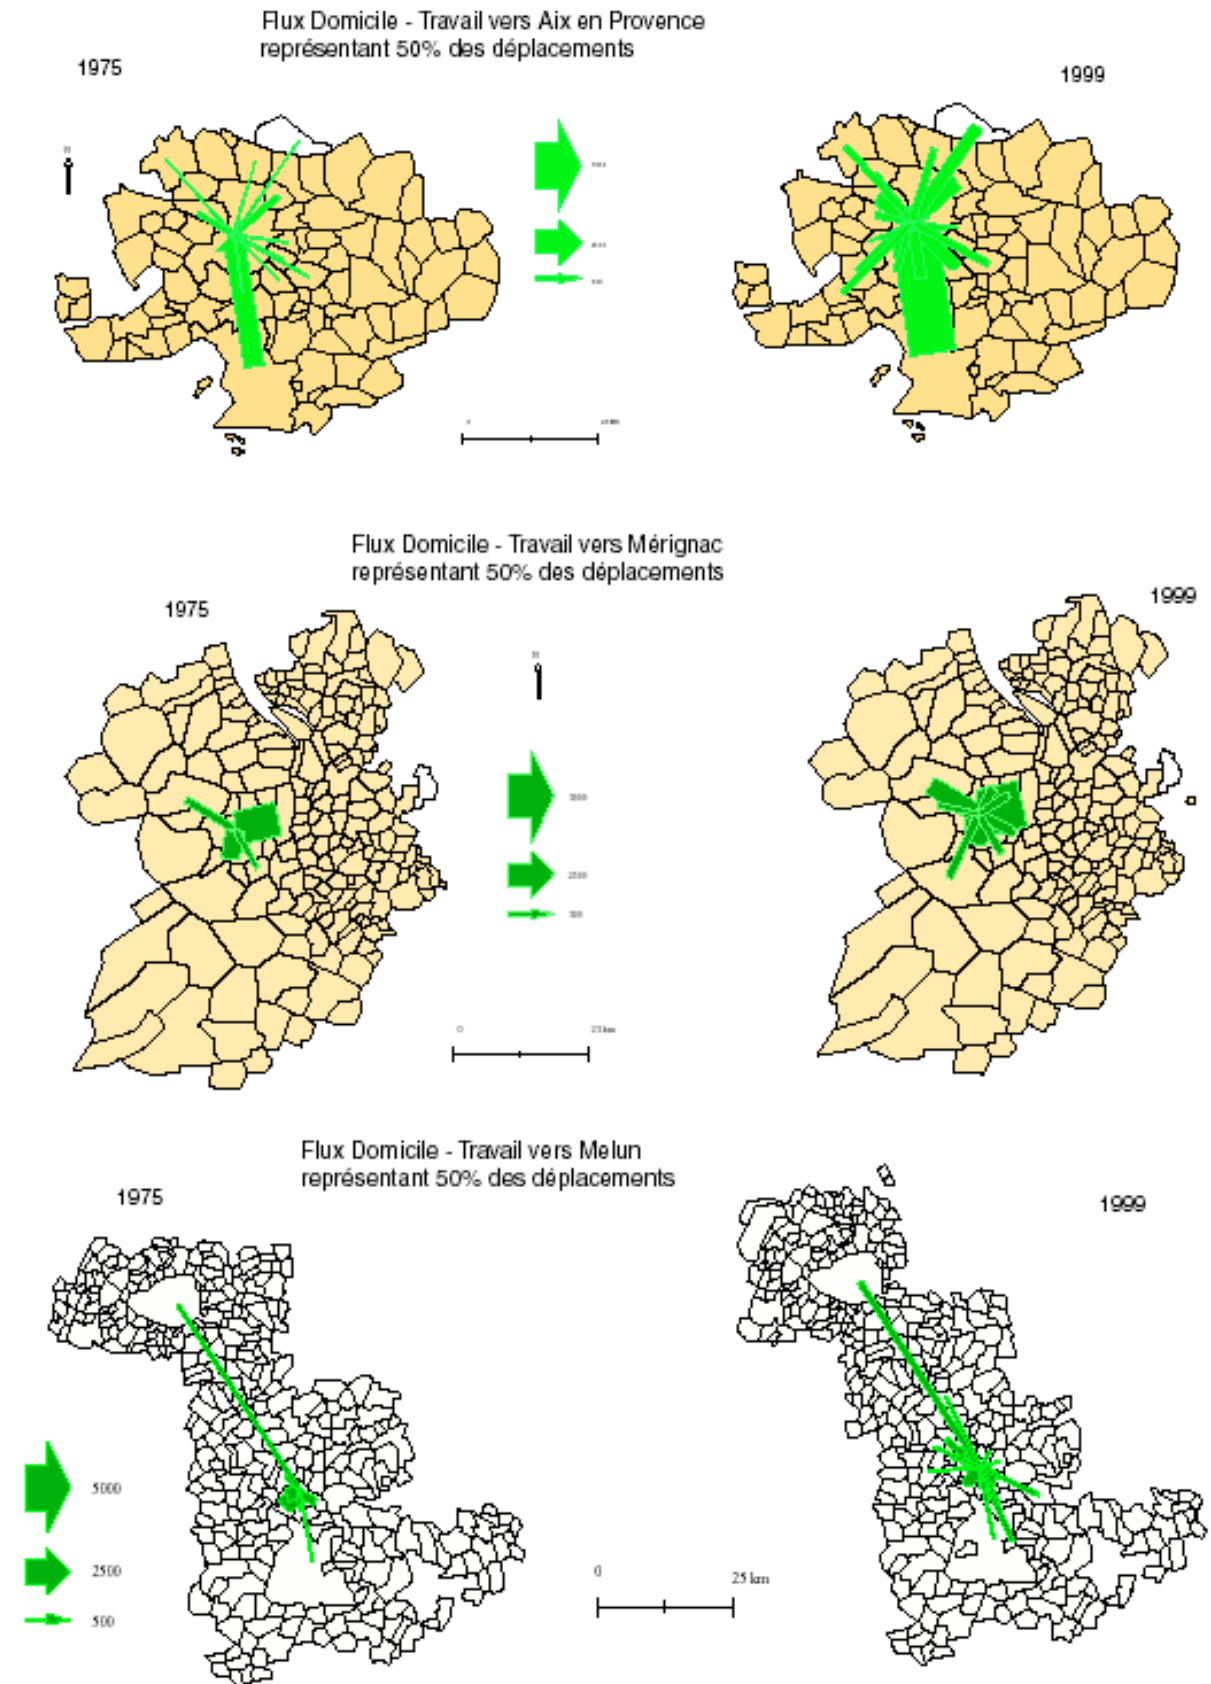 Flux Domicile - Travail vers Aix en Provence
représentant 50% des déplacements
1975
1999
Flux Domicile - Travail vers Mérignac
représentant 50% des déplacements
1975
1999
2500
0
25 km
Flux Domicile - Travail vers Melun
représentant 50% des déplacements
1975
1999
5000
2500
500
0
25 km